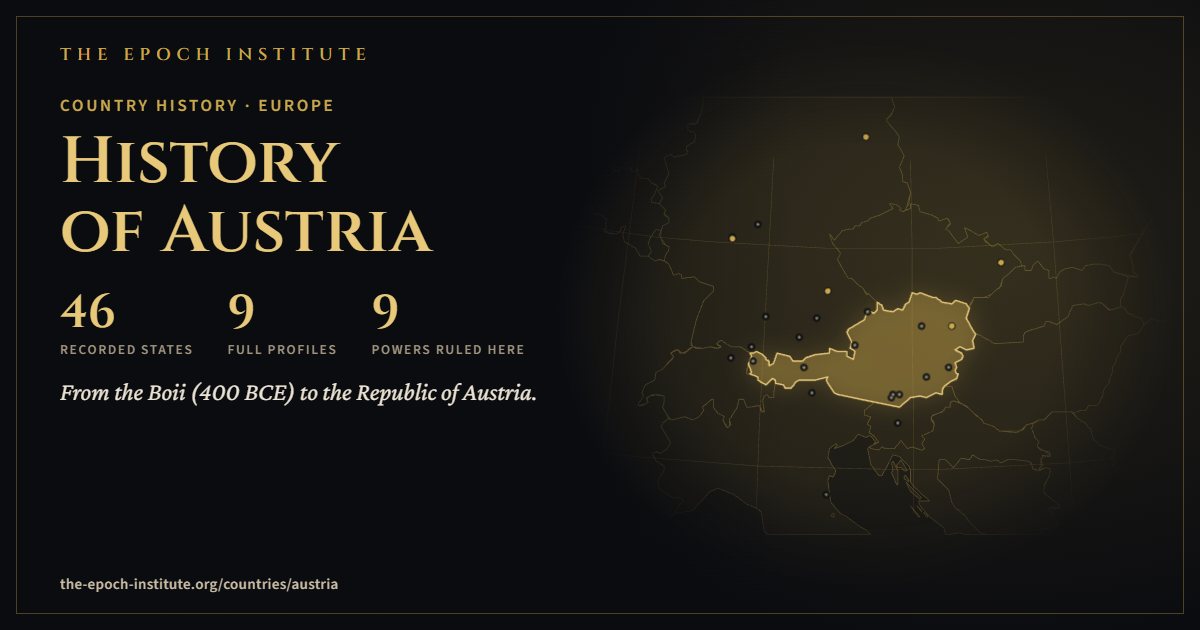 THE EPOCH INSTITUTE
COUNTRY HISTORY · EUROPE
HISTORY
OF AUSTRIA
46 9 9
RECORDED STATES FULL PROFILES POWERS RULED HERE
From the Boii (400 BCE) to the Republic of Austria.
the-epoch-institute.org/countries/austria